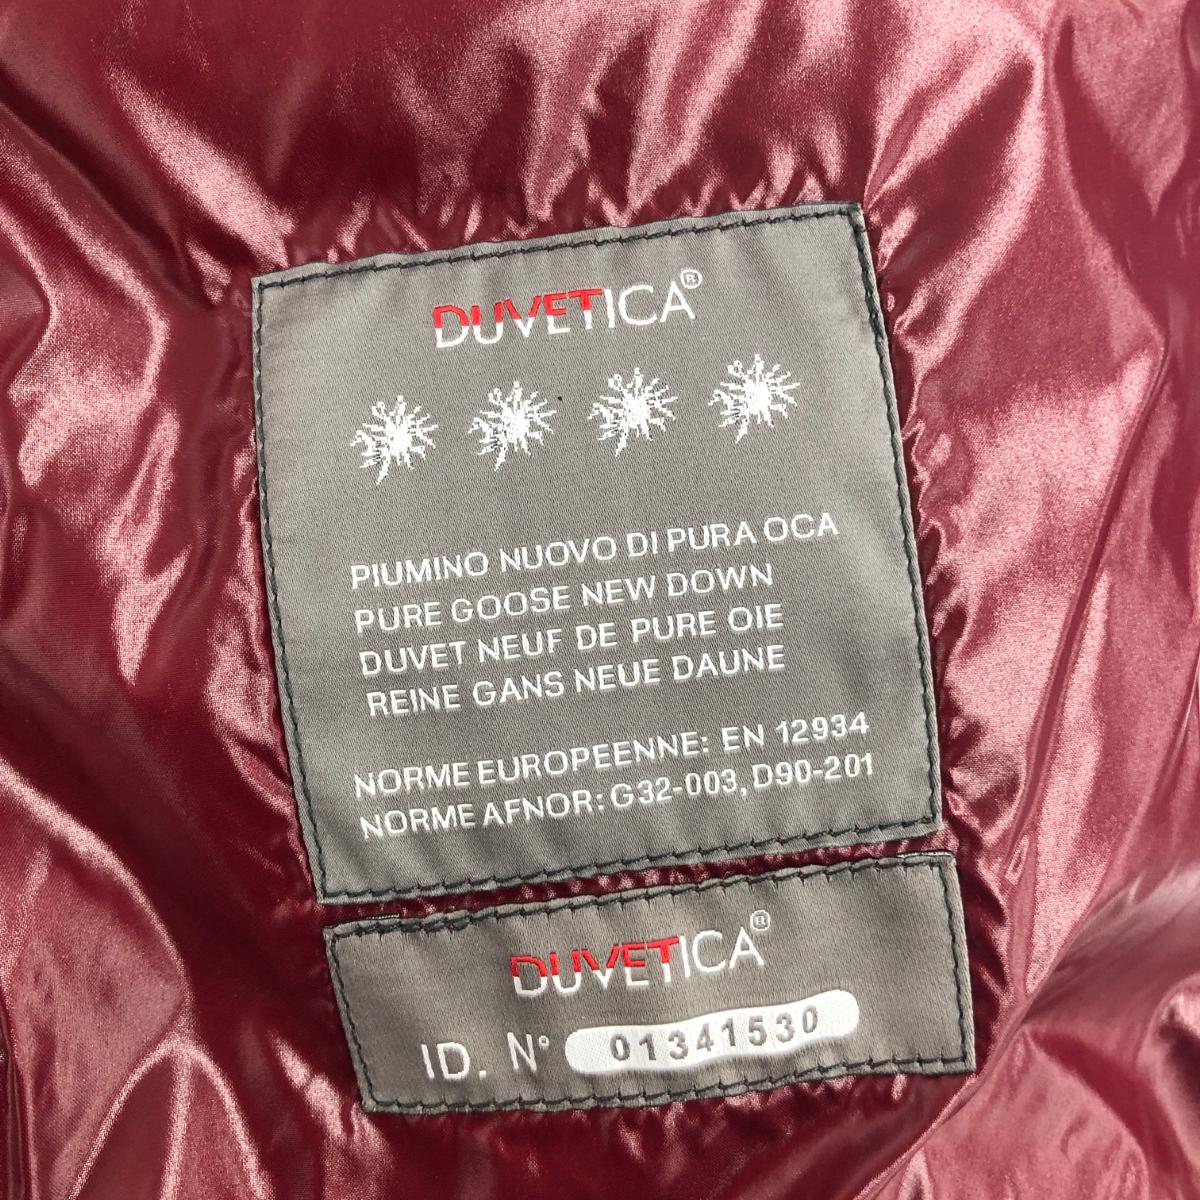 DUVETICA®
PIUMINO NUOVO DI PURA OCA
PURE GOOSE NEW DOWN
DUVET NEUF DE PURE OIE
REINE GANS NEUE DAUNE
NORME EUROPEENNE: EN 12934
NORME AFNOR: G32-003, D90-201
DUVETICA®
ID. N° 01341530